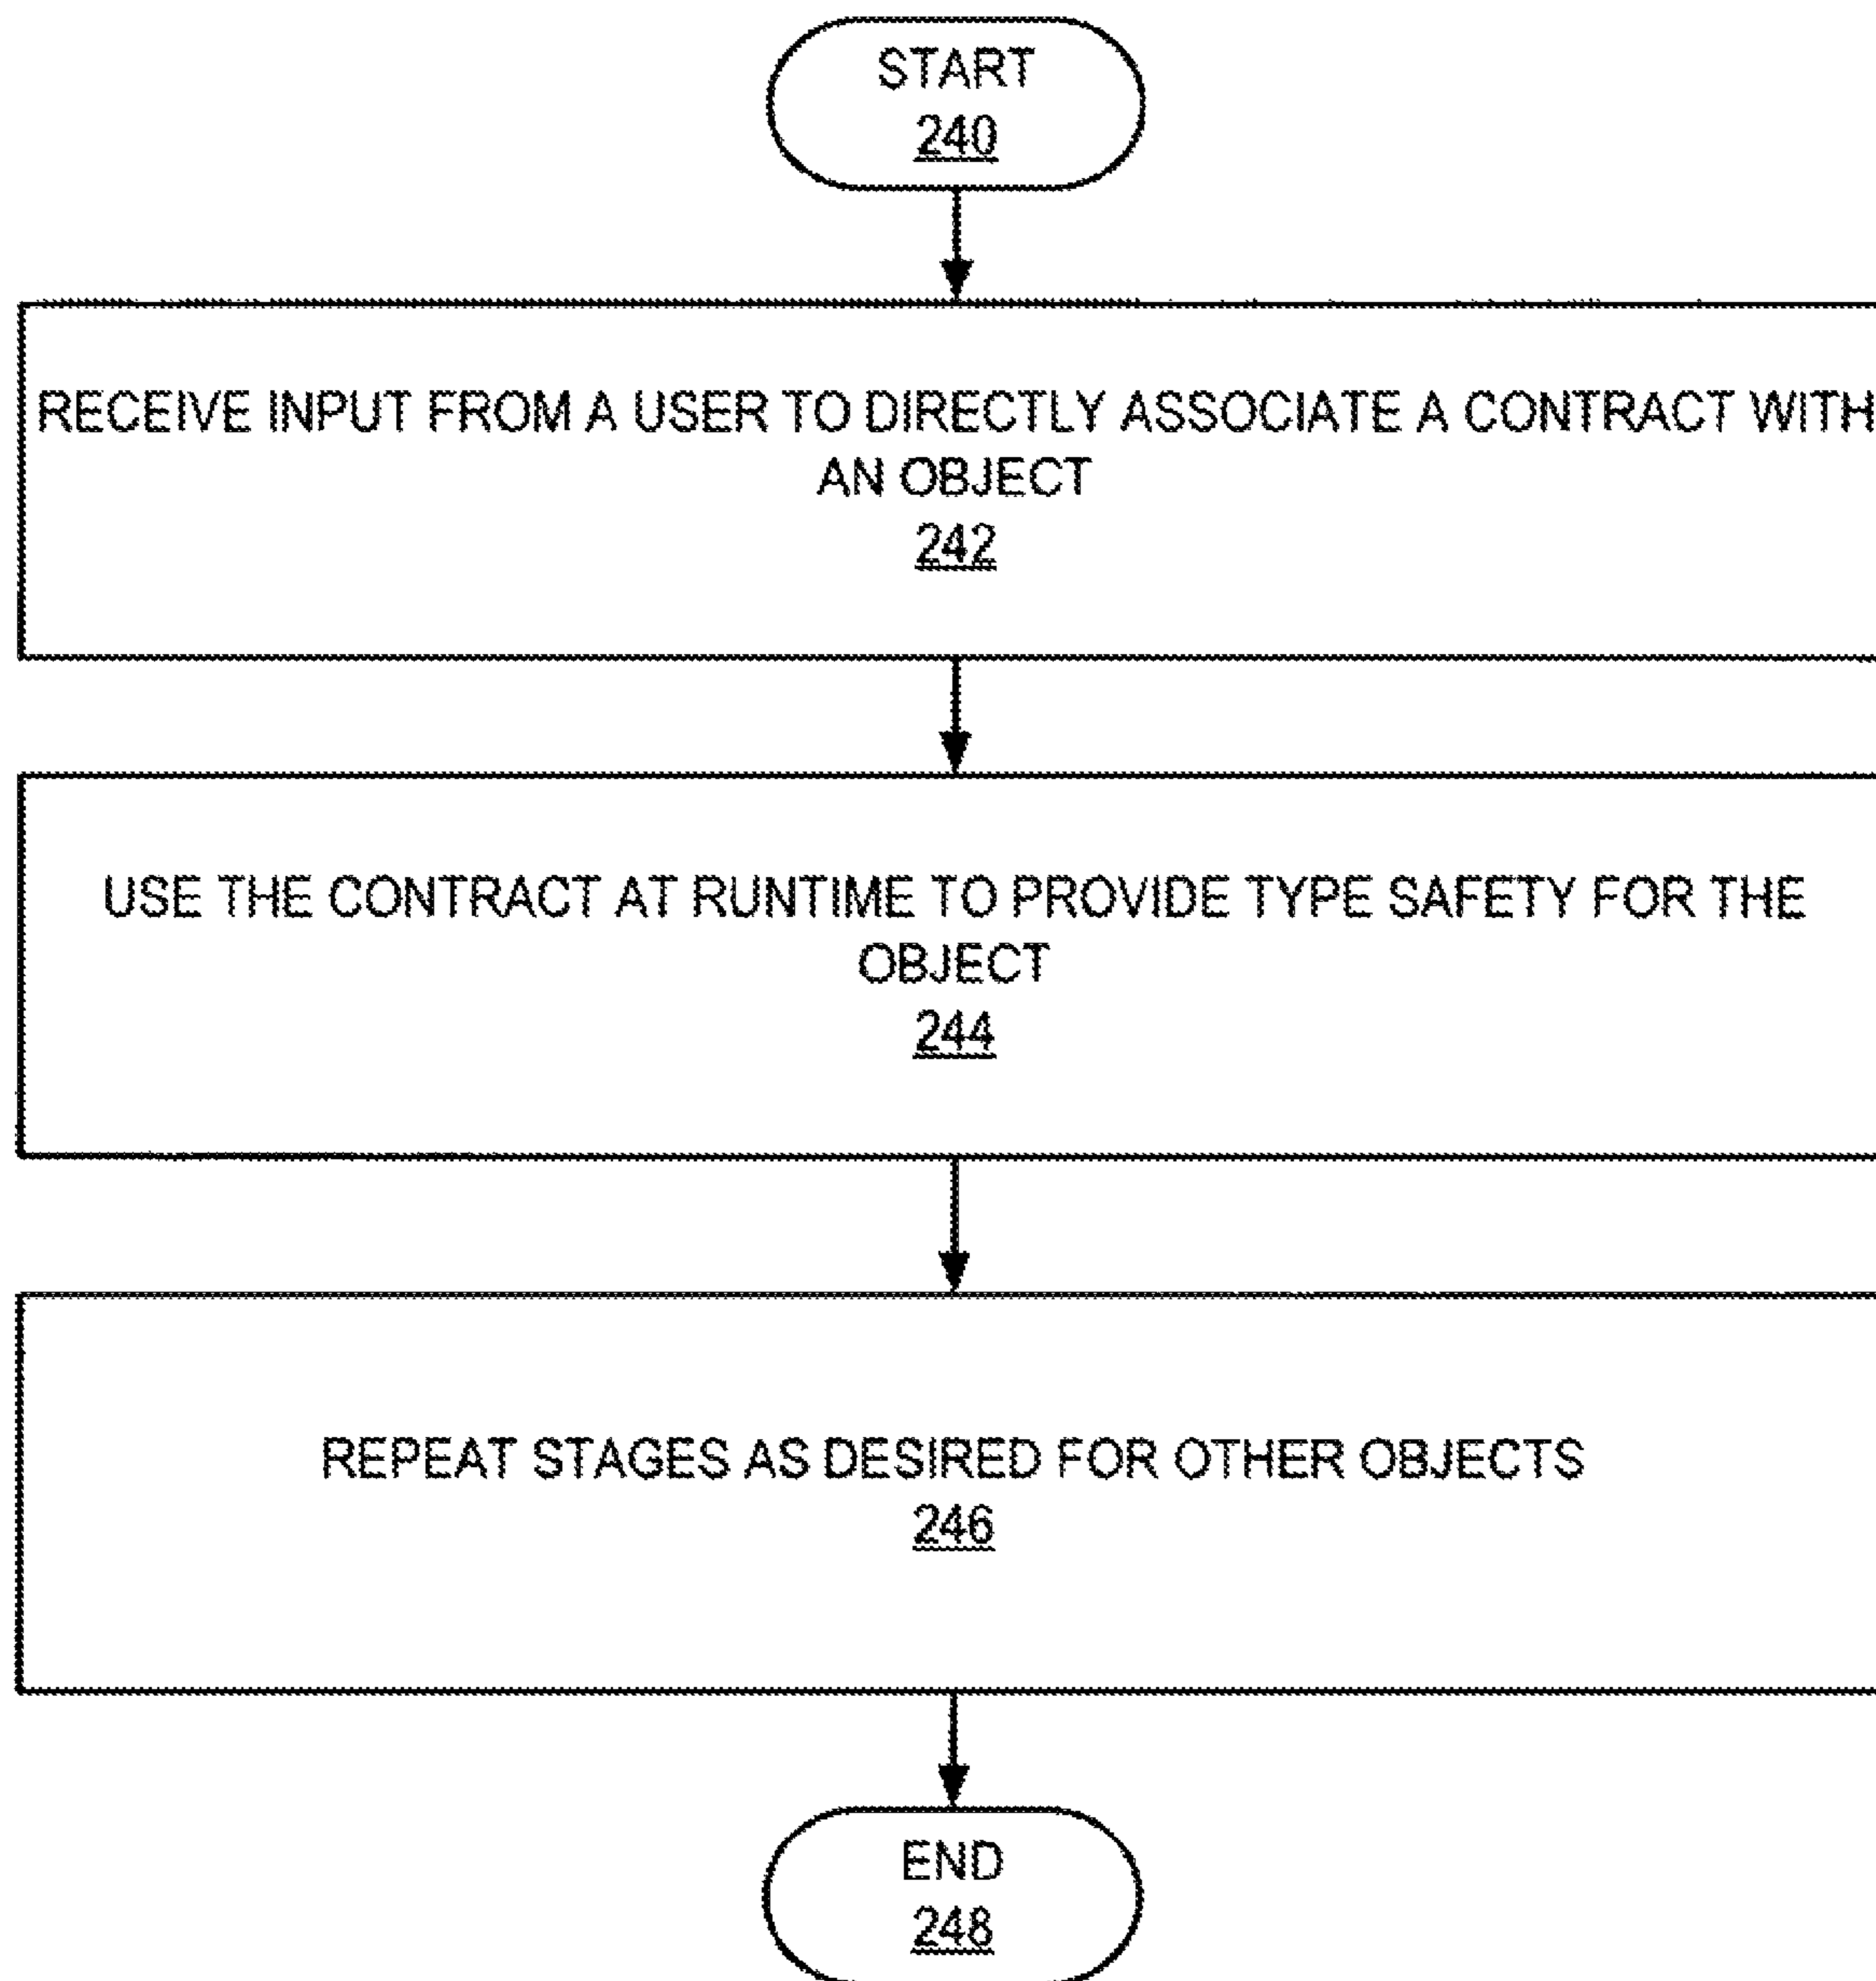 START
240
RECEIVE INPUT FROM A USER TO DIRECTLY ASSOCIATE A CONTRACT WITH
AN OBJECT
242
USE THE CONTRACT AT RUNTIME TO PROVIDE TYPE SAFETY FOR THE
OBJECT
244
REPEAT STAGES AS DESIRED FOR OTHER OBJECTS
246
END
248